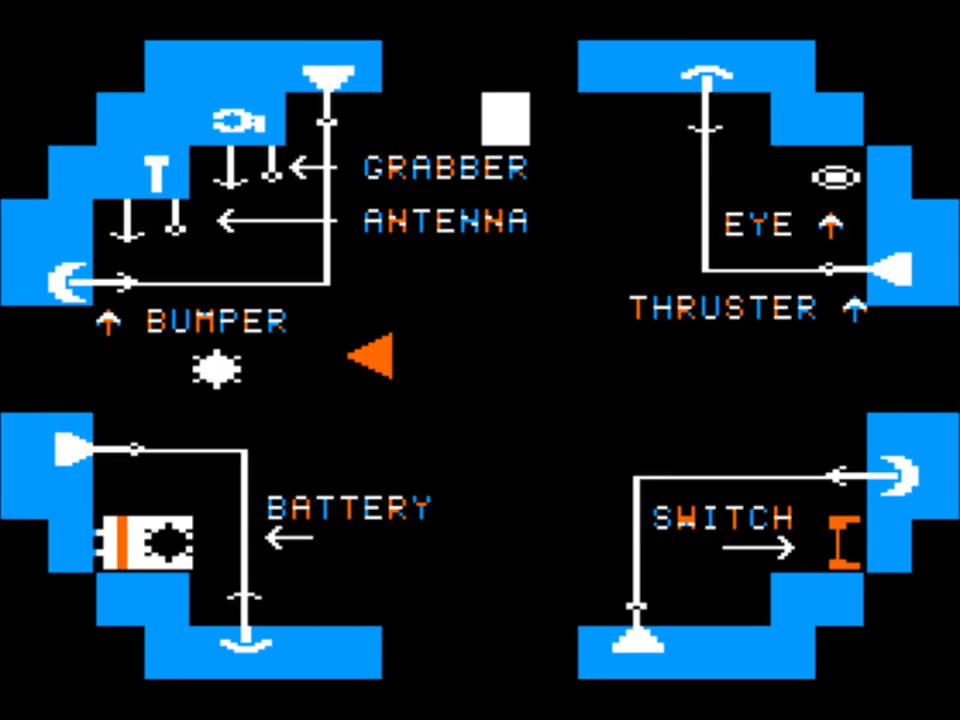 GRABBER
ANTENNA
EYE
THRUSTER
BUMPER
BATTERY
SWITCH